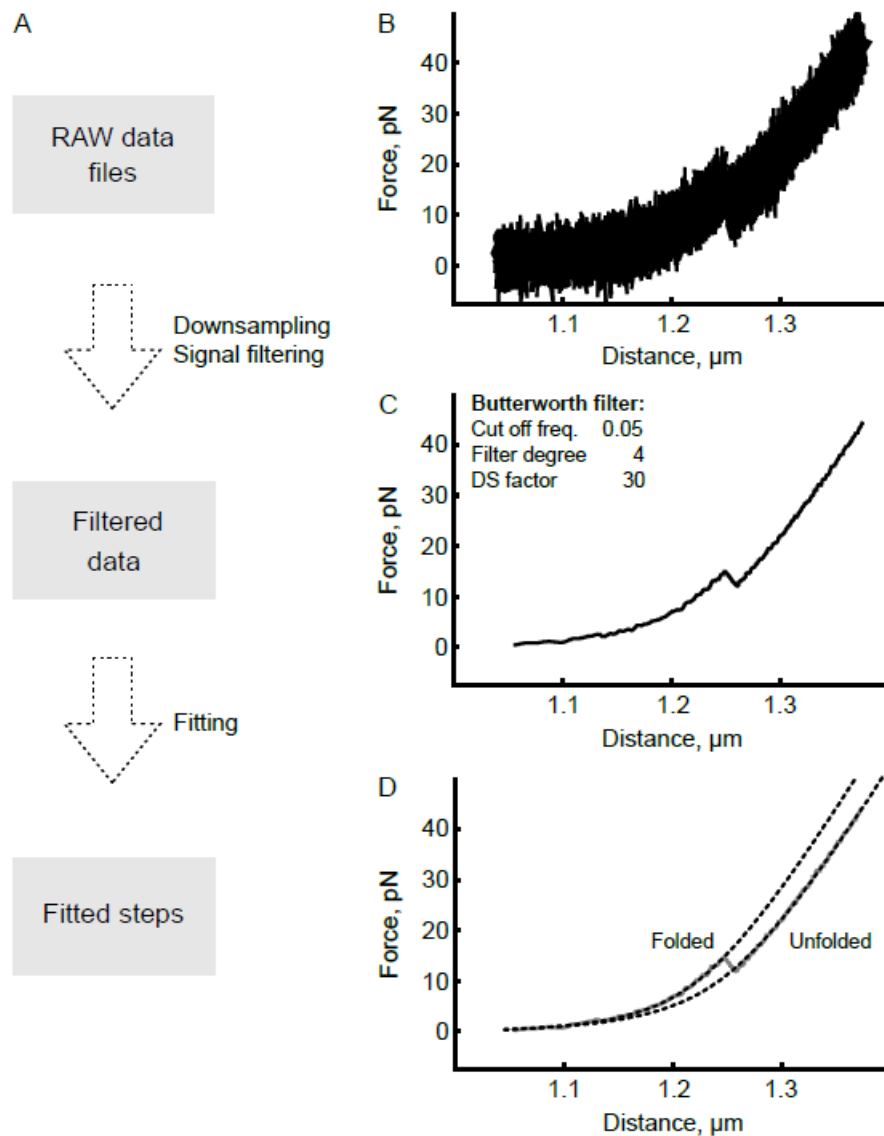 A
RAW data
files
Downsampling
Signal filtering
Filtered
data
Fitting
Fitted steps
B
Force, pN
40
30
20
10
0
1.1 1.2 1.3
Distance, µm
C
Butterworth filter:
Cut off freq. 0.05
Filter degree 4
DS factor 30
Force, pN
40
30
20
10
0
1.1 1.2 1.3
Distance, µm
D
Force, pN
40
30
20
10
0
Folded Unfolded
1.1 1.2 1.3
Distance, µm